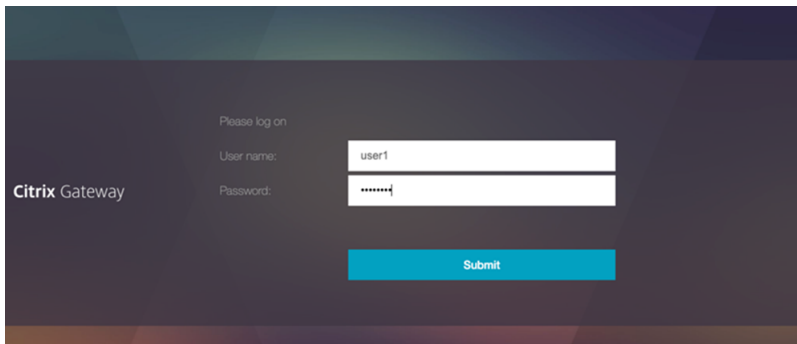 Please log on
User name:
user1
Citrix Gateway
Password:
••••••••
Submit